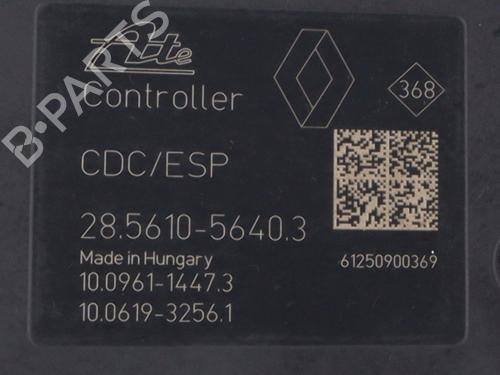 Ate
368
Controller
CDC/ESP
28.5610-5640.3
Made in Hungary
61250900369
10.0961-1447.3
10.0619-3256.1
B-PARTS